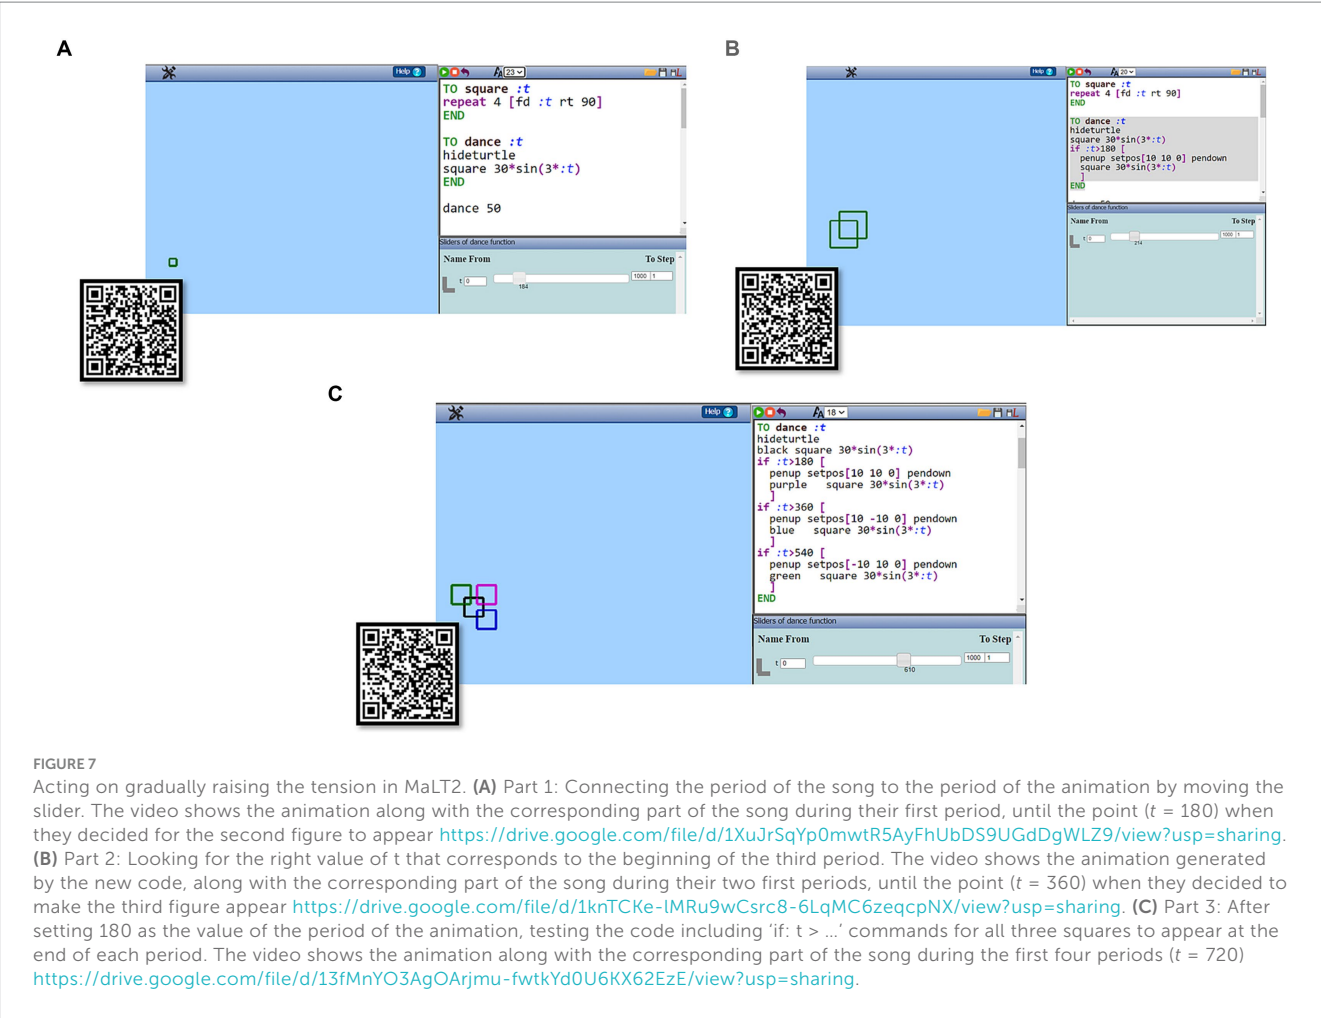 A
Help ?
AA 23
TO square :t
repeat 4 [fd :t rt 90]
END
TO dance :t
hideturtle
square 30*sin(3*:t)
END
dance 50
Sliders of dance function
Name From To Step
t 0 184 1000 1
B
Help ?
AA 20
TO square :t
repeat 4 [fd :t rt 90]
END
TO dance :t
hideturtle
square 30*sin(3*:t)
if :t>180 [
penup setpos[10 10 0] pendown
square 30*sin(3*:t)
]
END
Sliders of dance function
Name From To Step
t 0 214 1000 1
C
Help ?
AA 18
TO dance :t
hideturtle
black square 30*sin(3*:t)
if :t>180 [
penup setpos[10 10 0] pendown
purple square 30*sin(3*:t)
]
if :t>360 [
penup setpos[10 -10 0] pendown
blue square 30*sin(3*:t)
]
if :t>540 [
penup setpos[-10 10 0] pendown
green square 30*sin(3*:t)
]
END
Sliders of dance function
Name From To Step
t 0 610 1000 1
FIGURE 7
Acting on gradually raising the tension in MaLT2. (A) Part 1: Connecting the period of the song to the period of the animation by moving the
slider. The video shows the animation along with the corresponding part of the song during their first period, until the point (t = 180) when
they decided for the second figure to appear https://drive.google.com/file/d/1XuJrSqYp0mwtR5AyFhUbDS9UGdDgWLZ9/view?usp=sharing.
(B) Part 2: Looking for the right value of t that corresponds to the beginning of the third period. The video shows the animation generated
by the new code, along with the corresponding part of the song during their two first periods, until the point (t = 360) when they decided to
make the third figure appear https://drive.google.com/file/d/1knTCKe-lMRu9wCsrc8-6LqMC6zeqcpNX/view?usp=sharing. (C) Part 3: After
setting 180 as the value of the period of the animation, testing the code including ‘if: t > ...’ commands for all three squares to appear at the
end of each period. The video shows the animation along with the corresponding part of the song during the first four periods (t = 720)
https://drive.google.com/file/d/13fMnYO3AgOArjmu-fwtkYd0U6KX62EzE/view?usp=sharing.